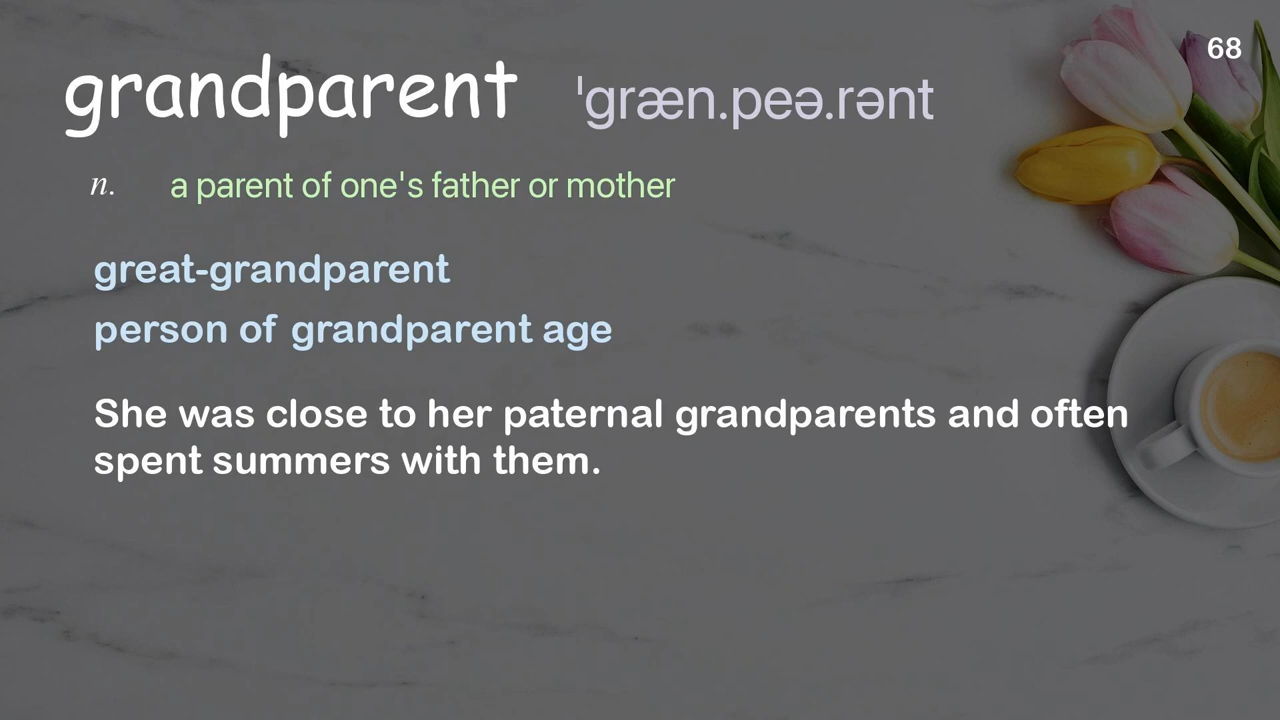 68
grandparent ˈɡræn.peə.rənt
n. a parent of one's father or mother
great-grandparent
person of grandparent age
She was close to her paternal grandparents and often
spent summers with them.